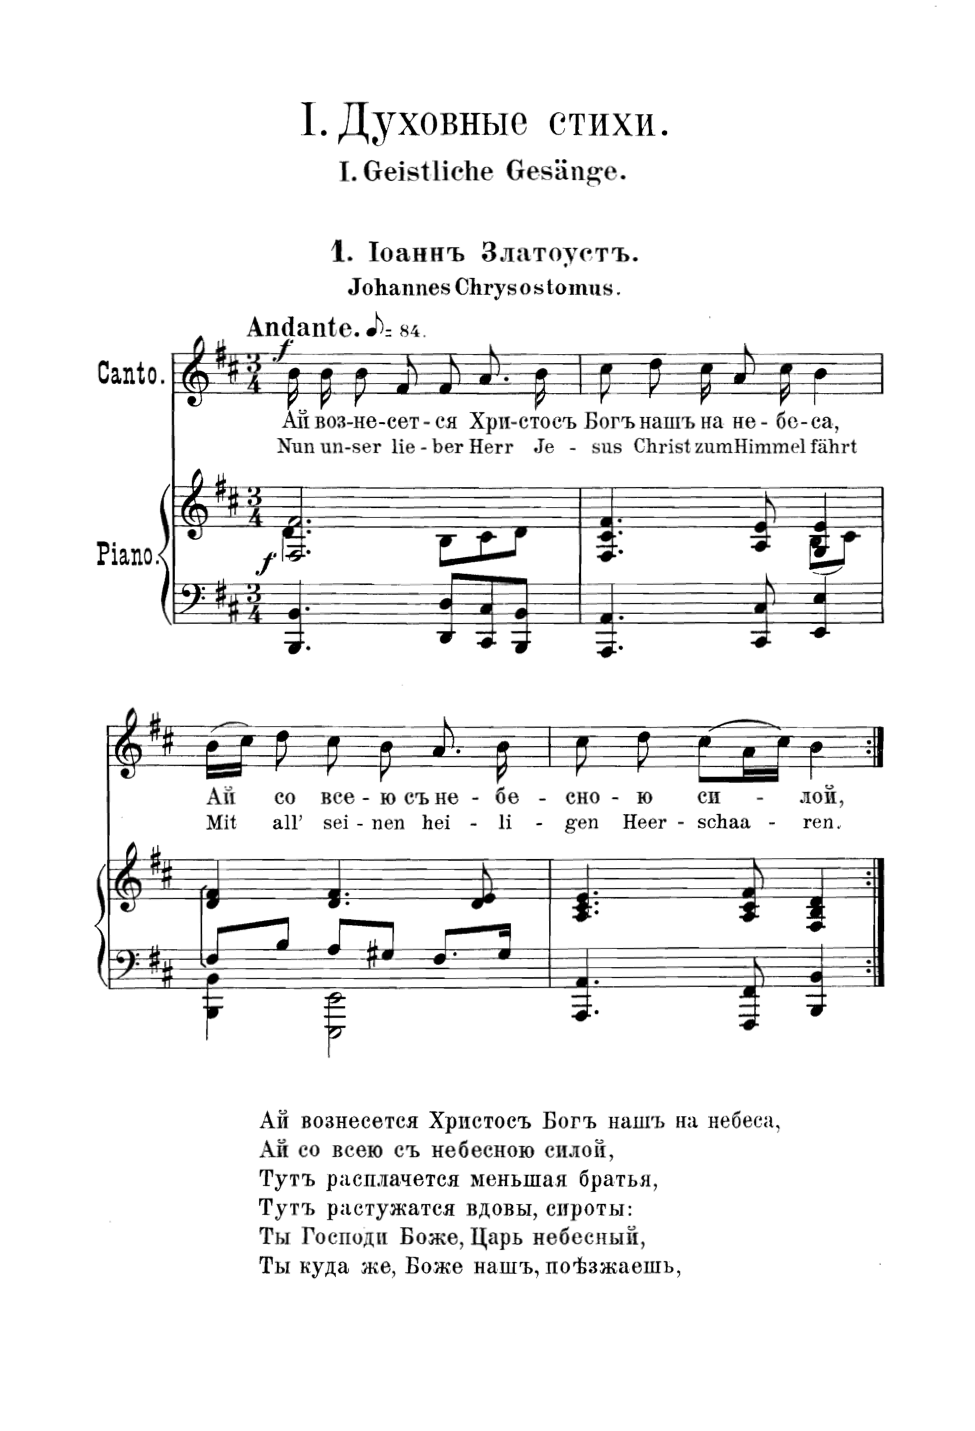 I. Духовные стихи.
I. Geistliche Gesänge.
1. Іоаннъ Златоустъ.
Johannes Chrysostomus.
Andante. ♪= 84.
f
Canto.
Ай воз-не-сет-ся Хри-стосъ Богъ нашъ на не-бе-са,
Nun un-ser lie-ber Herr Je - sus Christ zum Himmel fährt
Piano.
f
Ай со все-ю съ не - бе - сно - ю си - лой,
Mit all' sei - nen hei - li - gen Heer - schaa - ren.
Ай вознесется Христосъ Богъ нашъ на небеса,
Ай со всею съ небесною силой,
Тутъ расплачется меньшая братья,
Тутъ растужатся вдовы, сироты:
Ты Господи Боже, Царь небесный,
Ты куда же, Боже нашъ, поѣзжаешь,